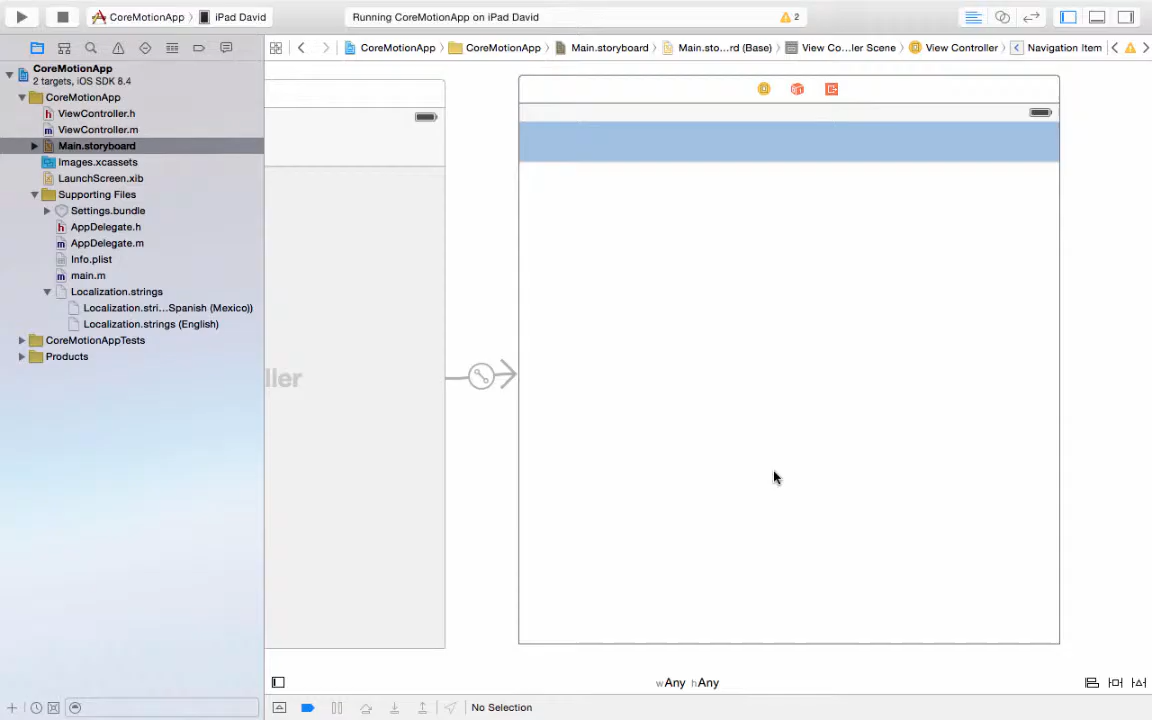 CoreMotionApp 〉 iPad David
Running CoreMotionApp on iPad David
2
CoreMotionApp 〉 CoreMotionApp 〉 Main.storyboard 〉 Main.sto...rd (Base) 〉 View Co...ler Scene 〉 View Controller 〉 Navigation Item
CoreMotionApp
2 targets, iOS SDK 8.4
CoreMotionApp
ViewController.h
ViewController.m
Main.storyboard
Images.xcassets
LaunchScreen.xib
Supporting Files
Settings.bundle
AppDelegate.h
AppDelegate.m
Info.plist
main.m
Localization.strings
Localization.stri...Spanish (Mexico))
Localization.strings (English)
CoreMotionAppTests
Products
ller
wAny hAny
No Selection